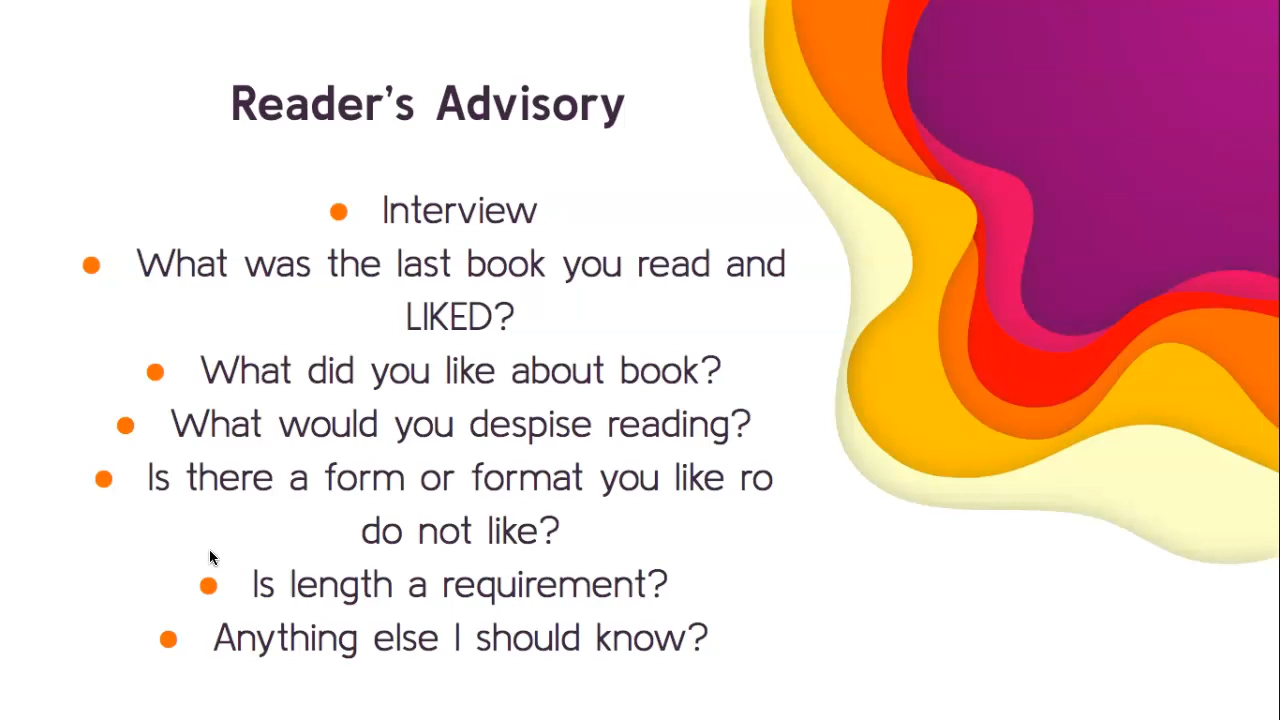 Reader's Advisory
● Interview
● What was the last book you read and
LIKED?
● What did you like about book?
● What would you despise reading?
● Is there a form or format you like ro
do not like?
● Is length a requirement?
● Anything else I should know?